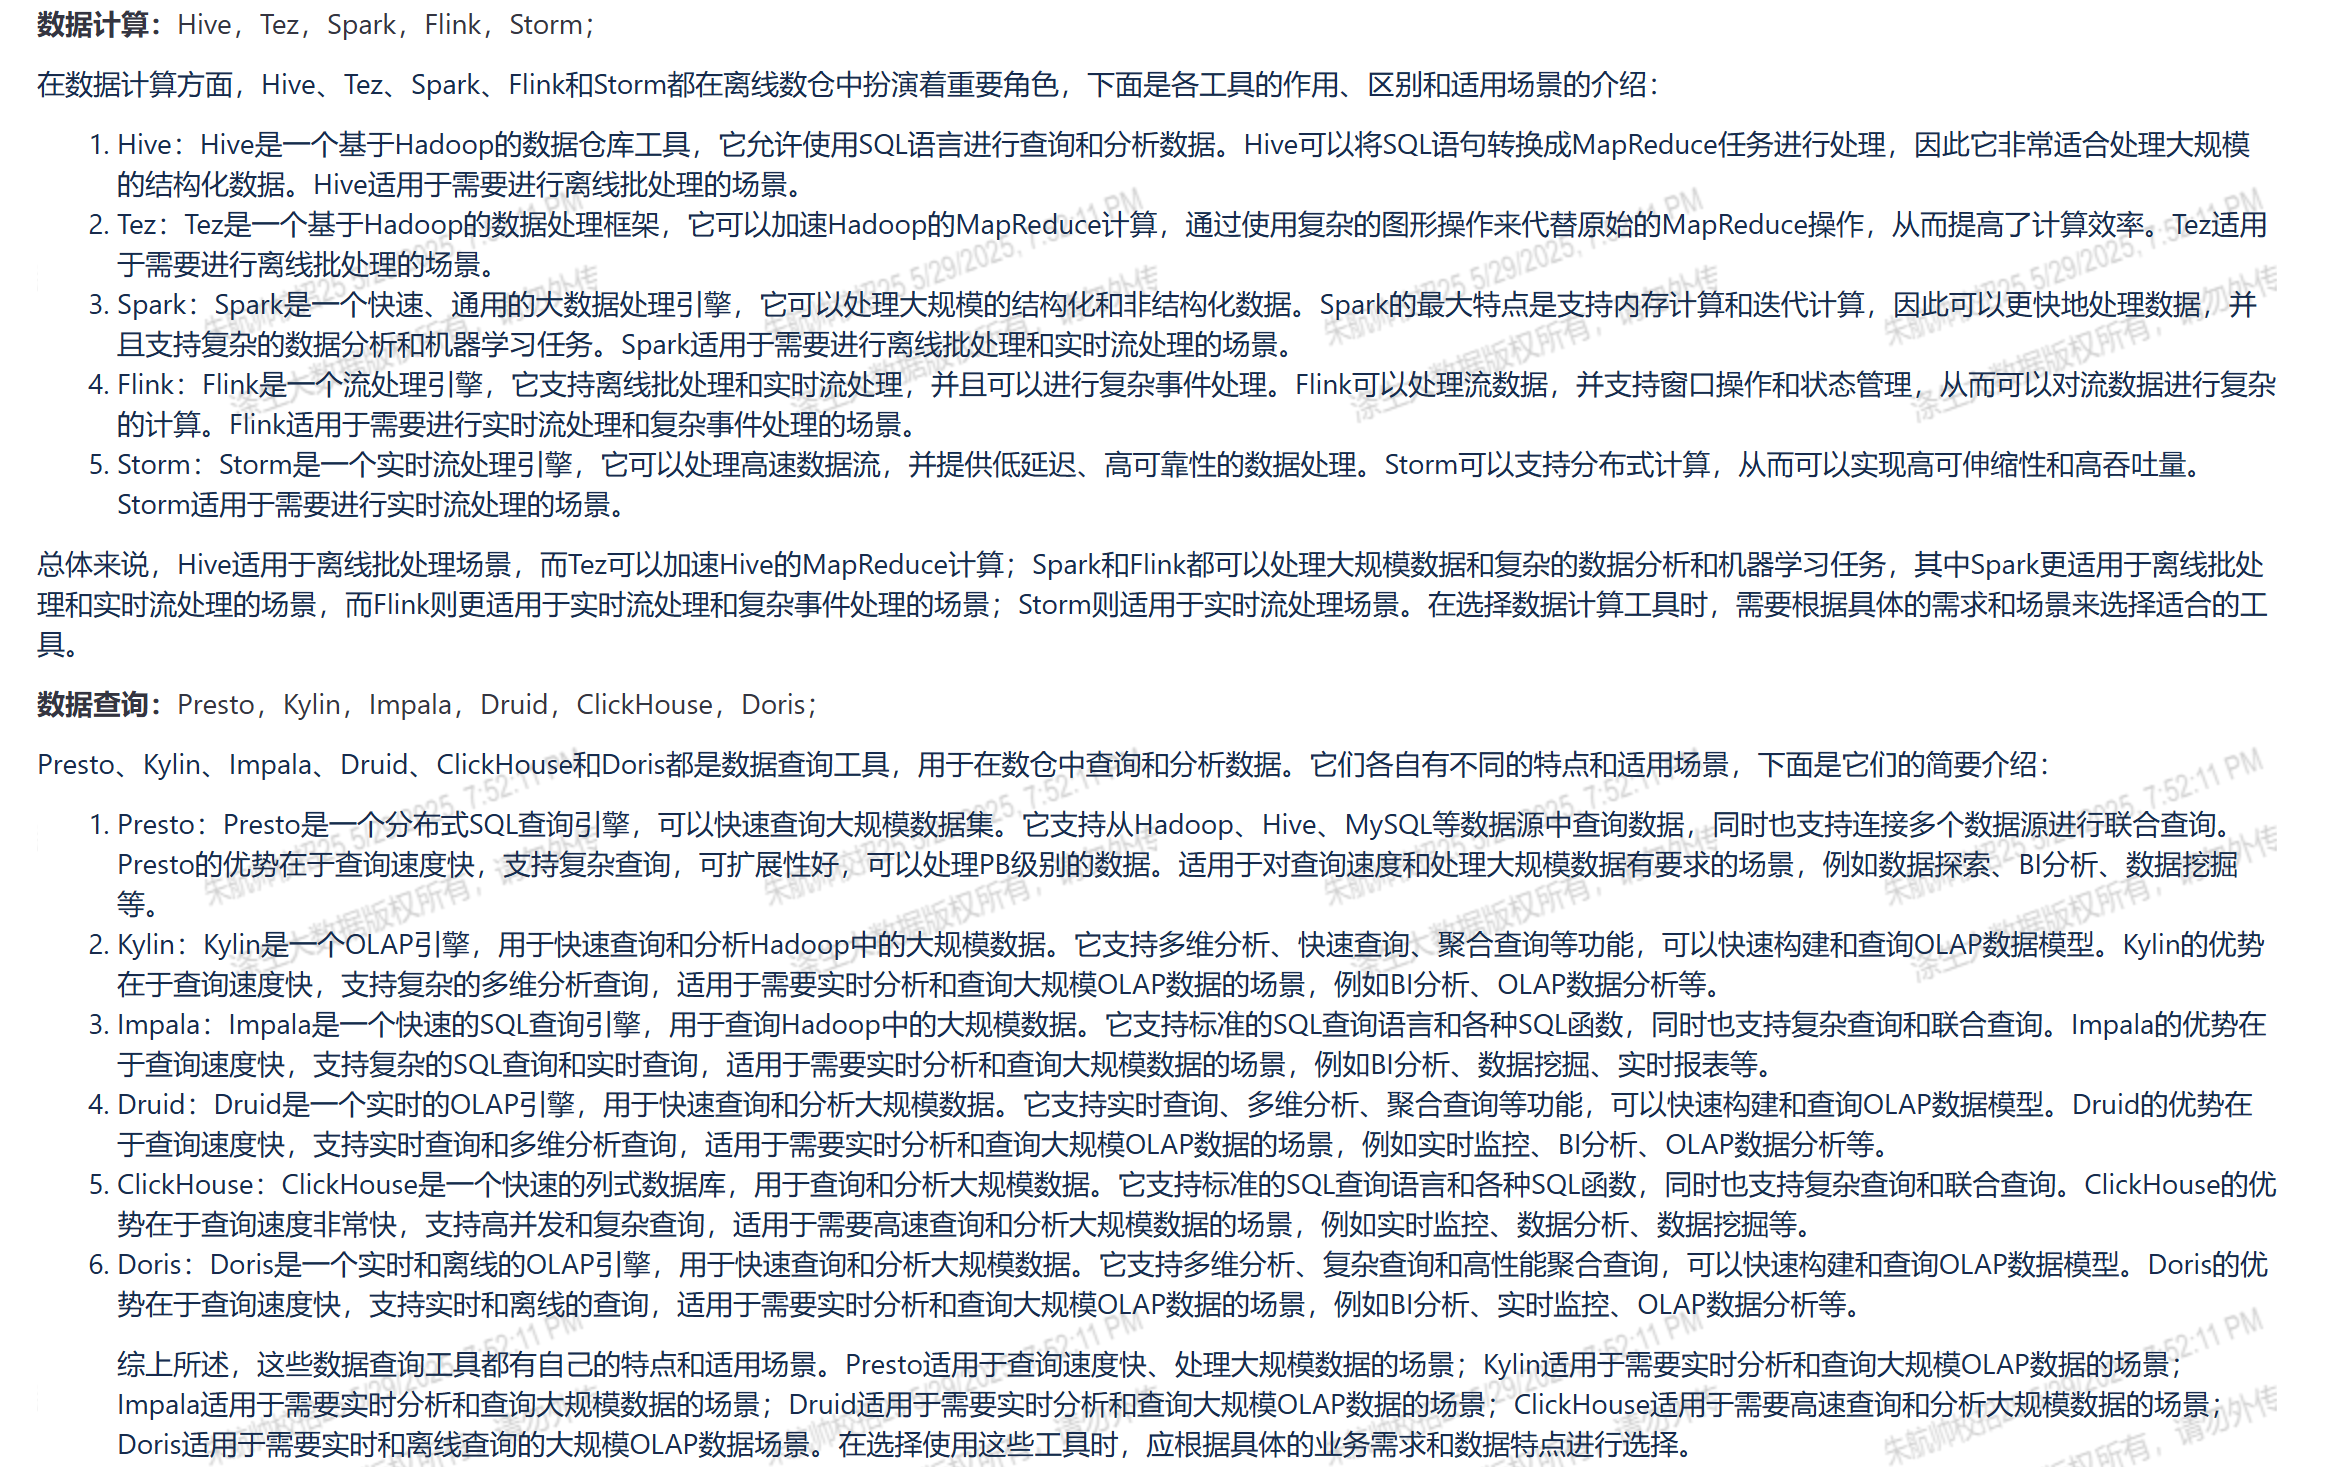 数据计算：Hive，Tez，Spark，Flink，Storm；
在数据计算方面，Hive、Tez、Spark、Flink和Storm都在离线数仓中扮演着重要角色，下面是各工具的作用、区别和适用场景的介绍：
1. Hive：Hive是一个基于Hadoop的数据仓库工具，它允许使用SQL语言进行查询和分析数据。Hive可以将SQL语句转换成MapReduce任务进行处理，因此它非常适合处理大规模
的结构化数据。Hive适用于需要进行离线批处理的场景。
2. Tez：Tez是一个基于Hadoop的数据处理框架，它可以加速Hadoop的MapReduce计算，通过使用复杂的图形操作来代替原始的MapReduce操作，从而提高了计算效率。Tez适用
于需要进行离线批处理的场景。
3. Spark：Spark是一个快速、通用的大数据处理引擎，它可以处理大规模的结构化和非结构化数据。Spark的最大特点是支持内存计算和迭代计算，因此可以更快地处理数据，并
且支持复杂的数据分析和机器学习任务。Spark适用于需要进行离线批处理和实时流处理的场景。
4. Flink：Flink是一个流处理引擎，它支持离线批处理和实时流处理，并且可以进行复杂事件处理。Flink可以处理流数据，并支持窗口操作和状态管理，从而可以对流数据进行复杂
的计算。Flink适用于需要进行实时流处理和复杂事件处理的场景。
5. Storm：Storm是一个实时流处理引擎，它可以处理高速数据流，并提供低延迟、高可靠性的数据处理。Storm可以支持分布式计算，从而可以实现高可伸缩性和高吞吐量。
Storm适用于需要进行实时流处理的场景。
总体来说，Hive适用于离线批处理场景，而Tez可以加速Hive的MapReduce计算；Spark和Flink都可以处理大规模数据和复杂的数据分析和机器学习任务，其中Spark更适用于离线批处
理和实时流处理的场景，而Flink则更适用于实时流处理和复杂事件处理的场景；Storm则适用于实时流处理场景。在选择数据计算工具时，需要根据具体的需求和场景来选择适合的工
具。
数据查询：Presto，Kylin，Impala，Druid，ClickHouse，Doris；
Presto、Kylin、Impala、Druid、ClickHouse和Doris都是数据查询工具，用于在数仓中查询和分析数据。它们各自有不同的特点和适用场景，下面是它们的简要介绍：
1. Presto：Presto是一个分布式SQL查询引擎，可以快速查询大规模数据集。它支持从Hadoop、Hive、MySQL等数据源中查询数据，同时也支持连接多个数据源进行联合查询。
Presto的优势在于查询速度快，支持复杂查询，可扩展性好，可以处理PB级别的数据。适用于对查询速度和处理大规模数据有要求的场景，例如数据探索、BI分析、数据挖掘
等。
2. Kylin：Kylin是一个OLAP引擎，用于快速查询和分析Hadoop中的大规模数据。它支持多维分析、快速查询、聚合查询等功能，可以快速构建和查询OLAP数据模型。Kylin的优势
在于查询速度快，支持复杂的多维分析查询，适用于需要实时分析和查询大规模OLAP数据的场景，例如BI分析、OLAP数据分析等。
3. Impala：Impala是一个快速的SQL查询引擎，用于查询Hadoop中的大规模数据。它支持标准的SQL查询语言和各种SQL函数，同时也支持复杂查询和联合查询。Impala的优势在
于查询速度快，支持复杂的SQL查询和实时查询，适用于需要实时分析和查询大规模数据的场景，例如BI分析、数据挖掘、实时报表等。
4. Druid：Druid是一个实时的OLAP引擎，用于快速查询和分析大规模数据。它支持实时查询、多维分析、聚合查询等功能，可以快速构建和查询OLAP数据模型。Druid的优势在
于查询速度快，支持实时查询和多维分析查询，适用于需要实时分析和查询大规模OLAP数据的场景，例如实时监控、BI分析、OLAP数据分析等。
5. ClickHouse：ClickHouse是一个快速的列式数据库，用于查询和分析大规模数据。它支持标准的SQL查询语言和各种SQL函数，同时也支持复杂查询和联合查询。ClickHouse的优
势在于查询速度非常快，支持高并发和复杂查询，适用于需要高速查询和分析大规模数据的场景，例如实时监控、数据分析、数据挖掘等。
6. Doris：Doris是一个实时和离线的OLAP引擎，用于快速查询和分析大规模数据。它支持多维分析、复杂查询和高性能聚合查询，可以快速构建和查询OLAP数据模型。Doris的优
势在于查询速度快，支持实时和离线的查询，适用于需要实时分析和查询大规模OLAP数据的场景，例如BI分析、实时监控、OLAP数据分析等。
综上所述，这些数据查询工具都有自己的特点和适用场景。Presto适用于查询速度快、处理大规模数据的场景；Kylin适用于需要实时分析和查询大规模OLAP数据的场景；
Impala适用于需要实时分析和查询大规模数据的场景；Druid适用于需要实时分析和查询大规模OLAP数据的场景；ClickHouse适用于需要高速查询和分析大规模数据的场景；
Doris适用于需要实时和离线查询的大规模OLAP数据场景。在选择使用这些工具时，应根据具体的业务需求和数据特点进行选择。